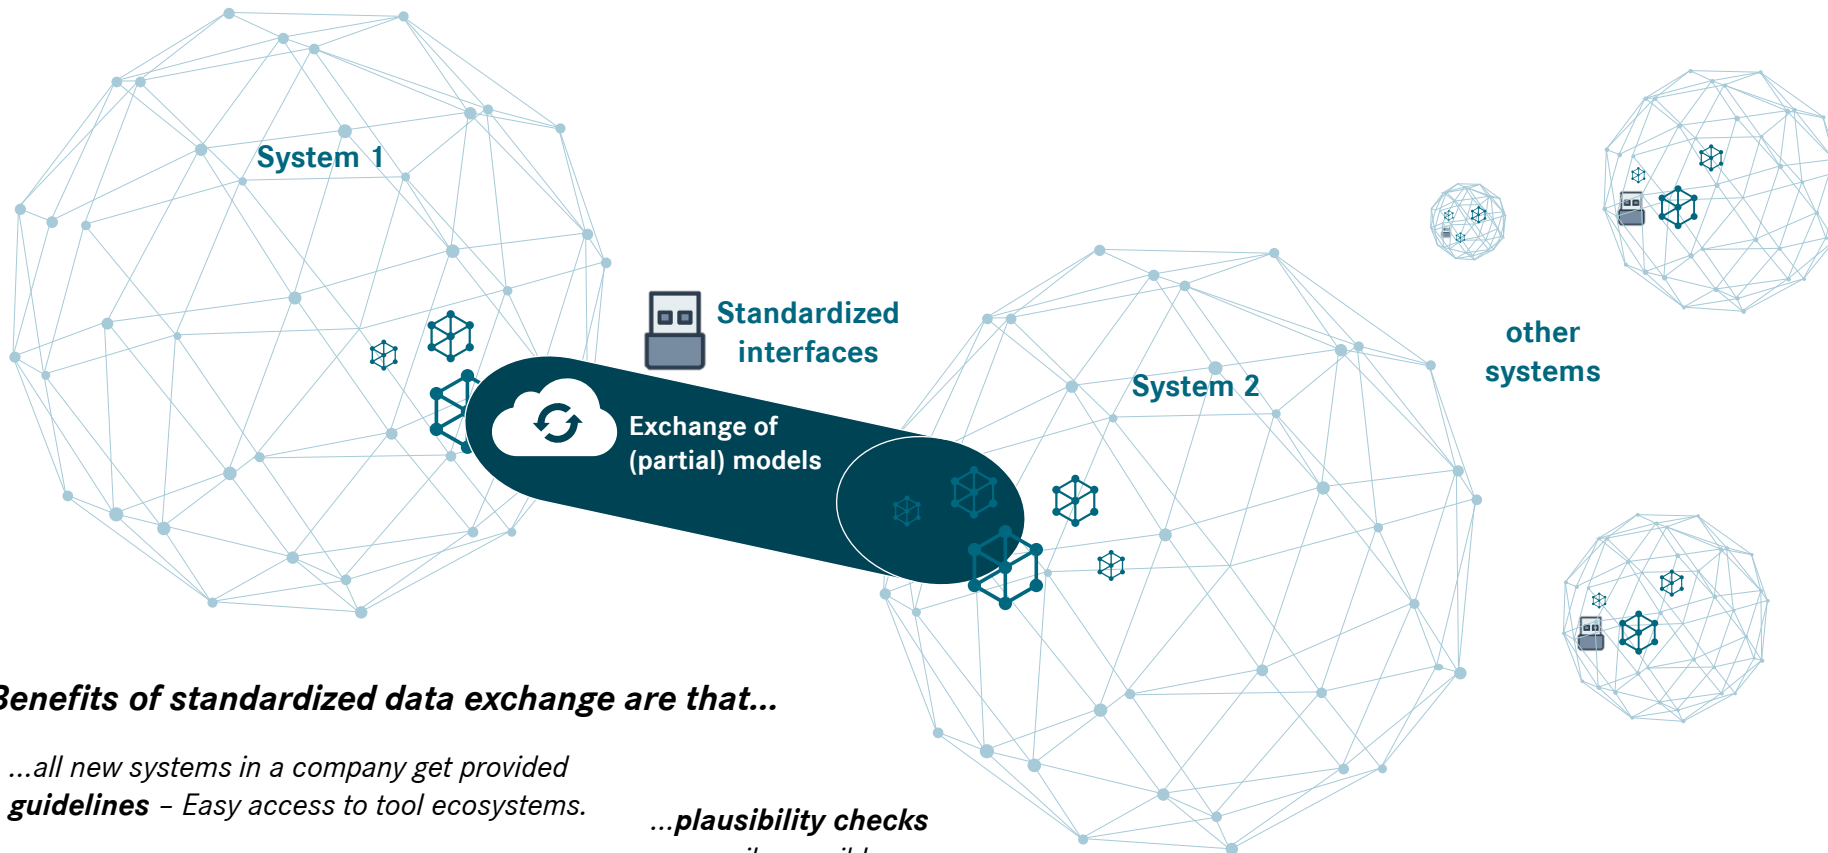 System 1
Standardized
interfaces
other
systems
System 2
Exchange of
(partial) models
Benefits of standardized data exchange are that...
...all new systems in a company get provided
guidelines – Easy access to tool ecosystems.
...plausibility checks